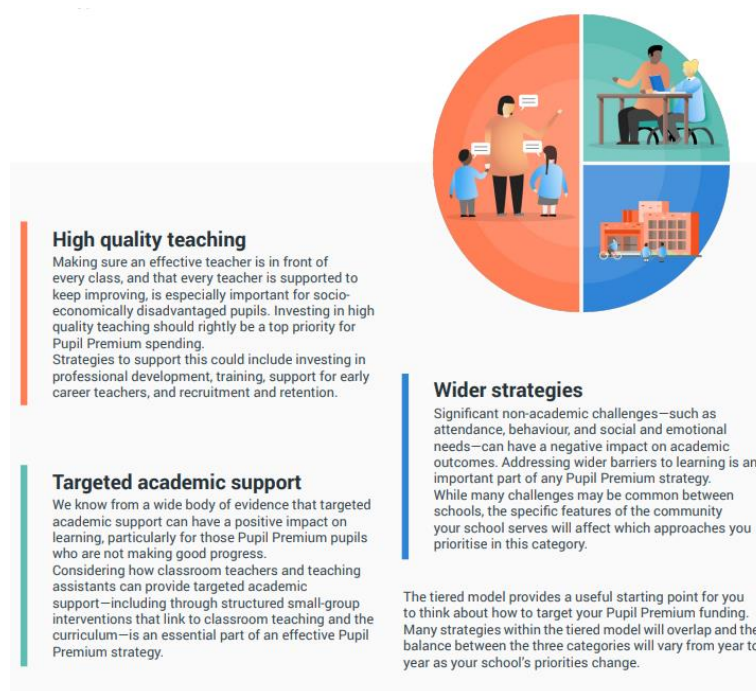 High quality teaching
Making sure an effective teacher is in front of
every class, and that every teacher is supported to
keep improving, is especially important for socio-
economically disadvantaged pupils. Investing in high
quality teaching should rightly be a top priority for
Pupil Premium spending.
Strategies to support this could include investing in
professional development, training, support for early
career teachers, and recruitment and retention.
Targeted academic support
We know from a wide body of evidence that targeted
academic support can have a positive impact on
learning, particularly for those Pupil Premium pupils
who are not making good progress.
Considering how classroom teachers and teaching
assistants can provide targeted academic
support—including through structured small-group
interventions that link to classroom teaching and the
curriculum—is an essential part of an effective Pupil
Premium strategy.
Wider strategies
Significant non-academic challenges—such as
attendance, behaviour, and social and emotional
needs—can have a negative impact on academic
outcomes. Addressing wider barriers to learning is an
important part of any Pupil Premium strategy.
While many challenges may be common between
schools, the specific features of the community
your school serves will affect which approaches you
prioritise in this category.
The tiered model provides a useful starting point for you
to think about how to target your Pupil Premium funding.
Many strategies within the tiered model will overlap and the
balance between the three categories will vary from year to
year as your school's priorities change.